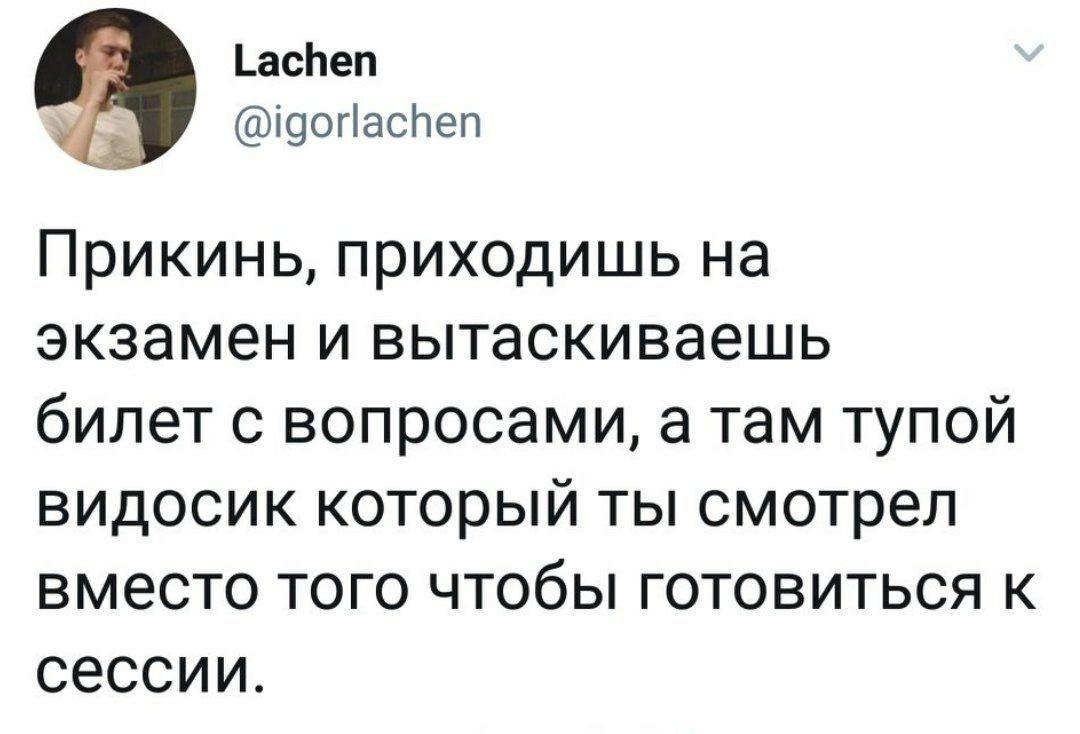 Lachen
@igorlachen
Прикинь, приходишь на
экзамен и вытаскиваешь
билет с вопросами, а там тупой
видосик который ты смотрел
вместо того чтобы готовиться к
сессии.